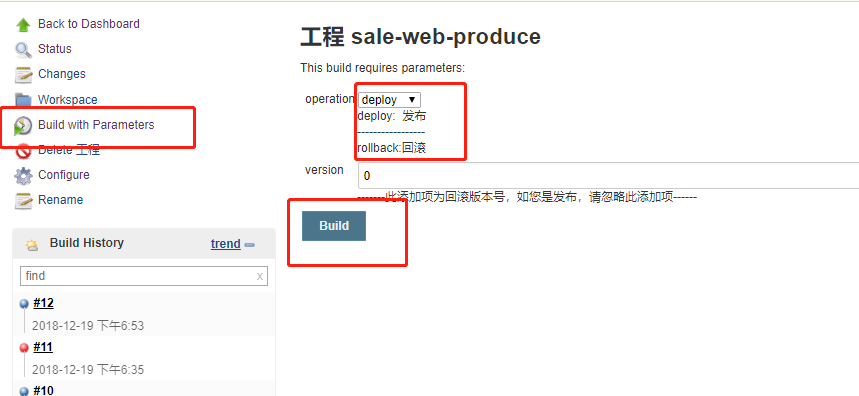 Back to Dashboard
Status
Changes
Workspace
Build with Parameters
Delete 工程
Configure
Rename
Build History
trend
find
x
#12
2018-12-19 下午6:53
#11
2018-12-19 下午6:35
#10
工程 sale-web-produce
This build requires parameters:
operation
deploy
deploy: 发布
-----------------
rollback:回滚
version
0
-------此添加项为回滚版本号，如您是发布，请忽略此添加项------
Build